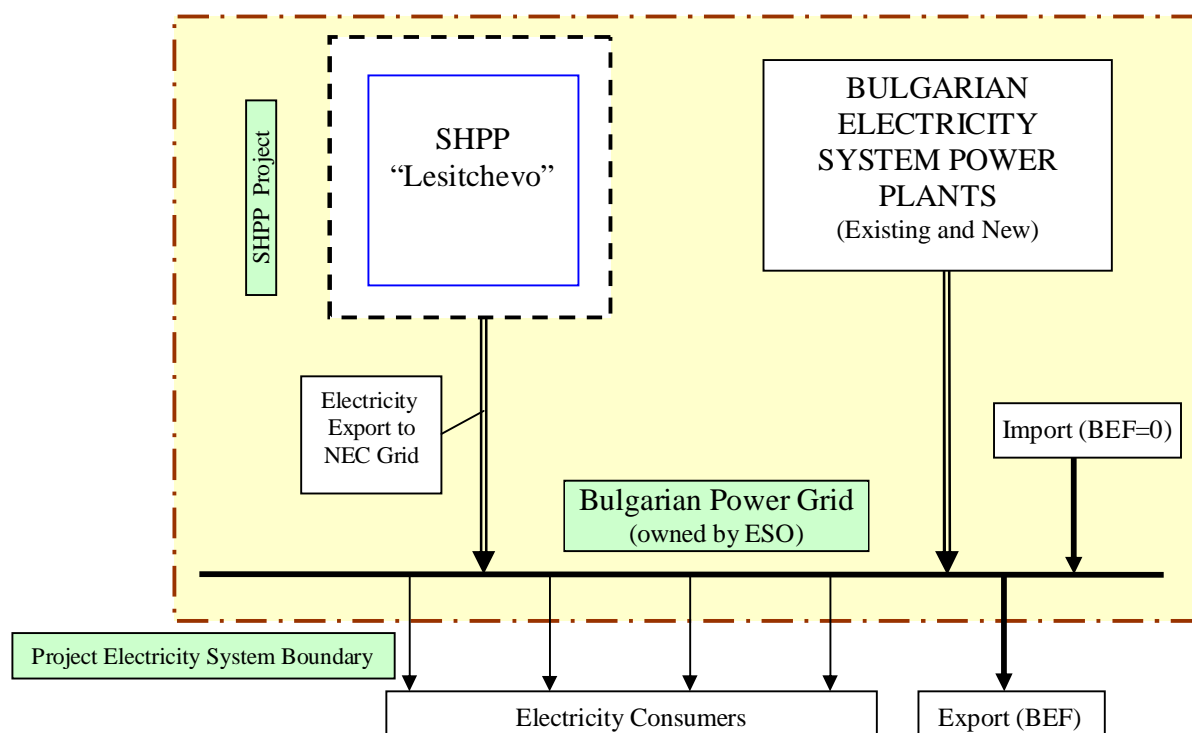 SHPP
“Lesitchevo”
BULGARIAN
ELECTRICITY
SYSTEM POWER
PLANTS
(Existing and New)
SHPP Project
Electricity
Export to
NEC Grid
Import (BEF=0)
Bulgarian Power Grid
(owned by ESO)
Project Electricity System Boundary
Electricity Consumers
Export (BEF)